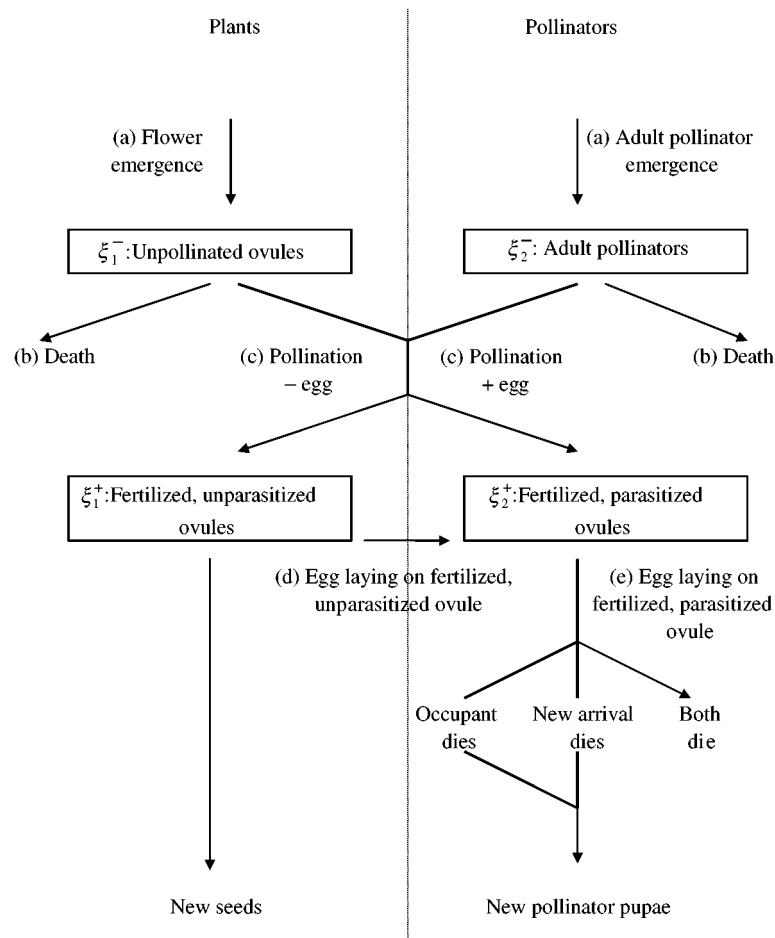 Plants
Pollinators
(a) Flower
emergence
(a) Adult pollinator
emergence
ξ₁⁻:Unpollinated ovules
ξ₂⁻: Adult pollinators
(b) Death
(c) Pollination
− egg
(c) Pollination
+ egg
(b) Death
ξ₁⁺:Fertilized, unparasitized
ovules
ξ₂⁺:Fertilized, parasitized
ovules
(d) Egg laying on fertilized,
unparasitized ovule
(e) Egg laying on
fertilized, parasitized
ovule
Occupant
dies
New arrival
dies
Both
die
New seeds
New pollinator pupae